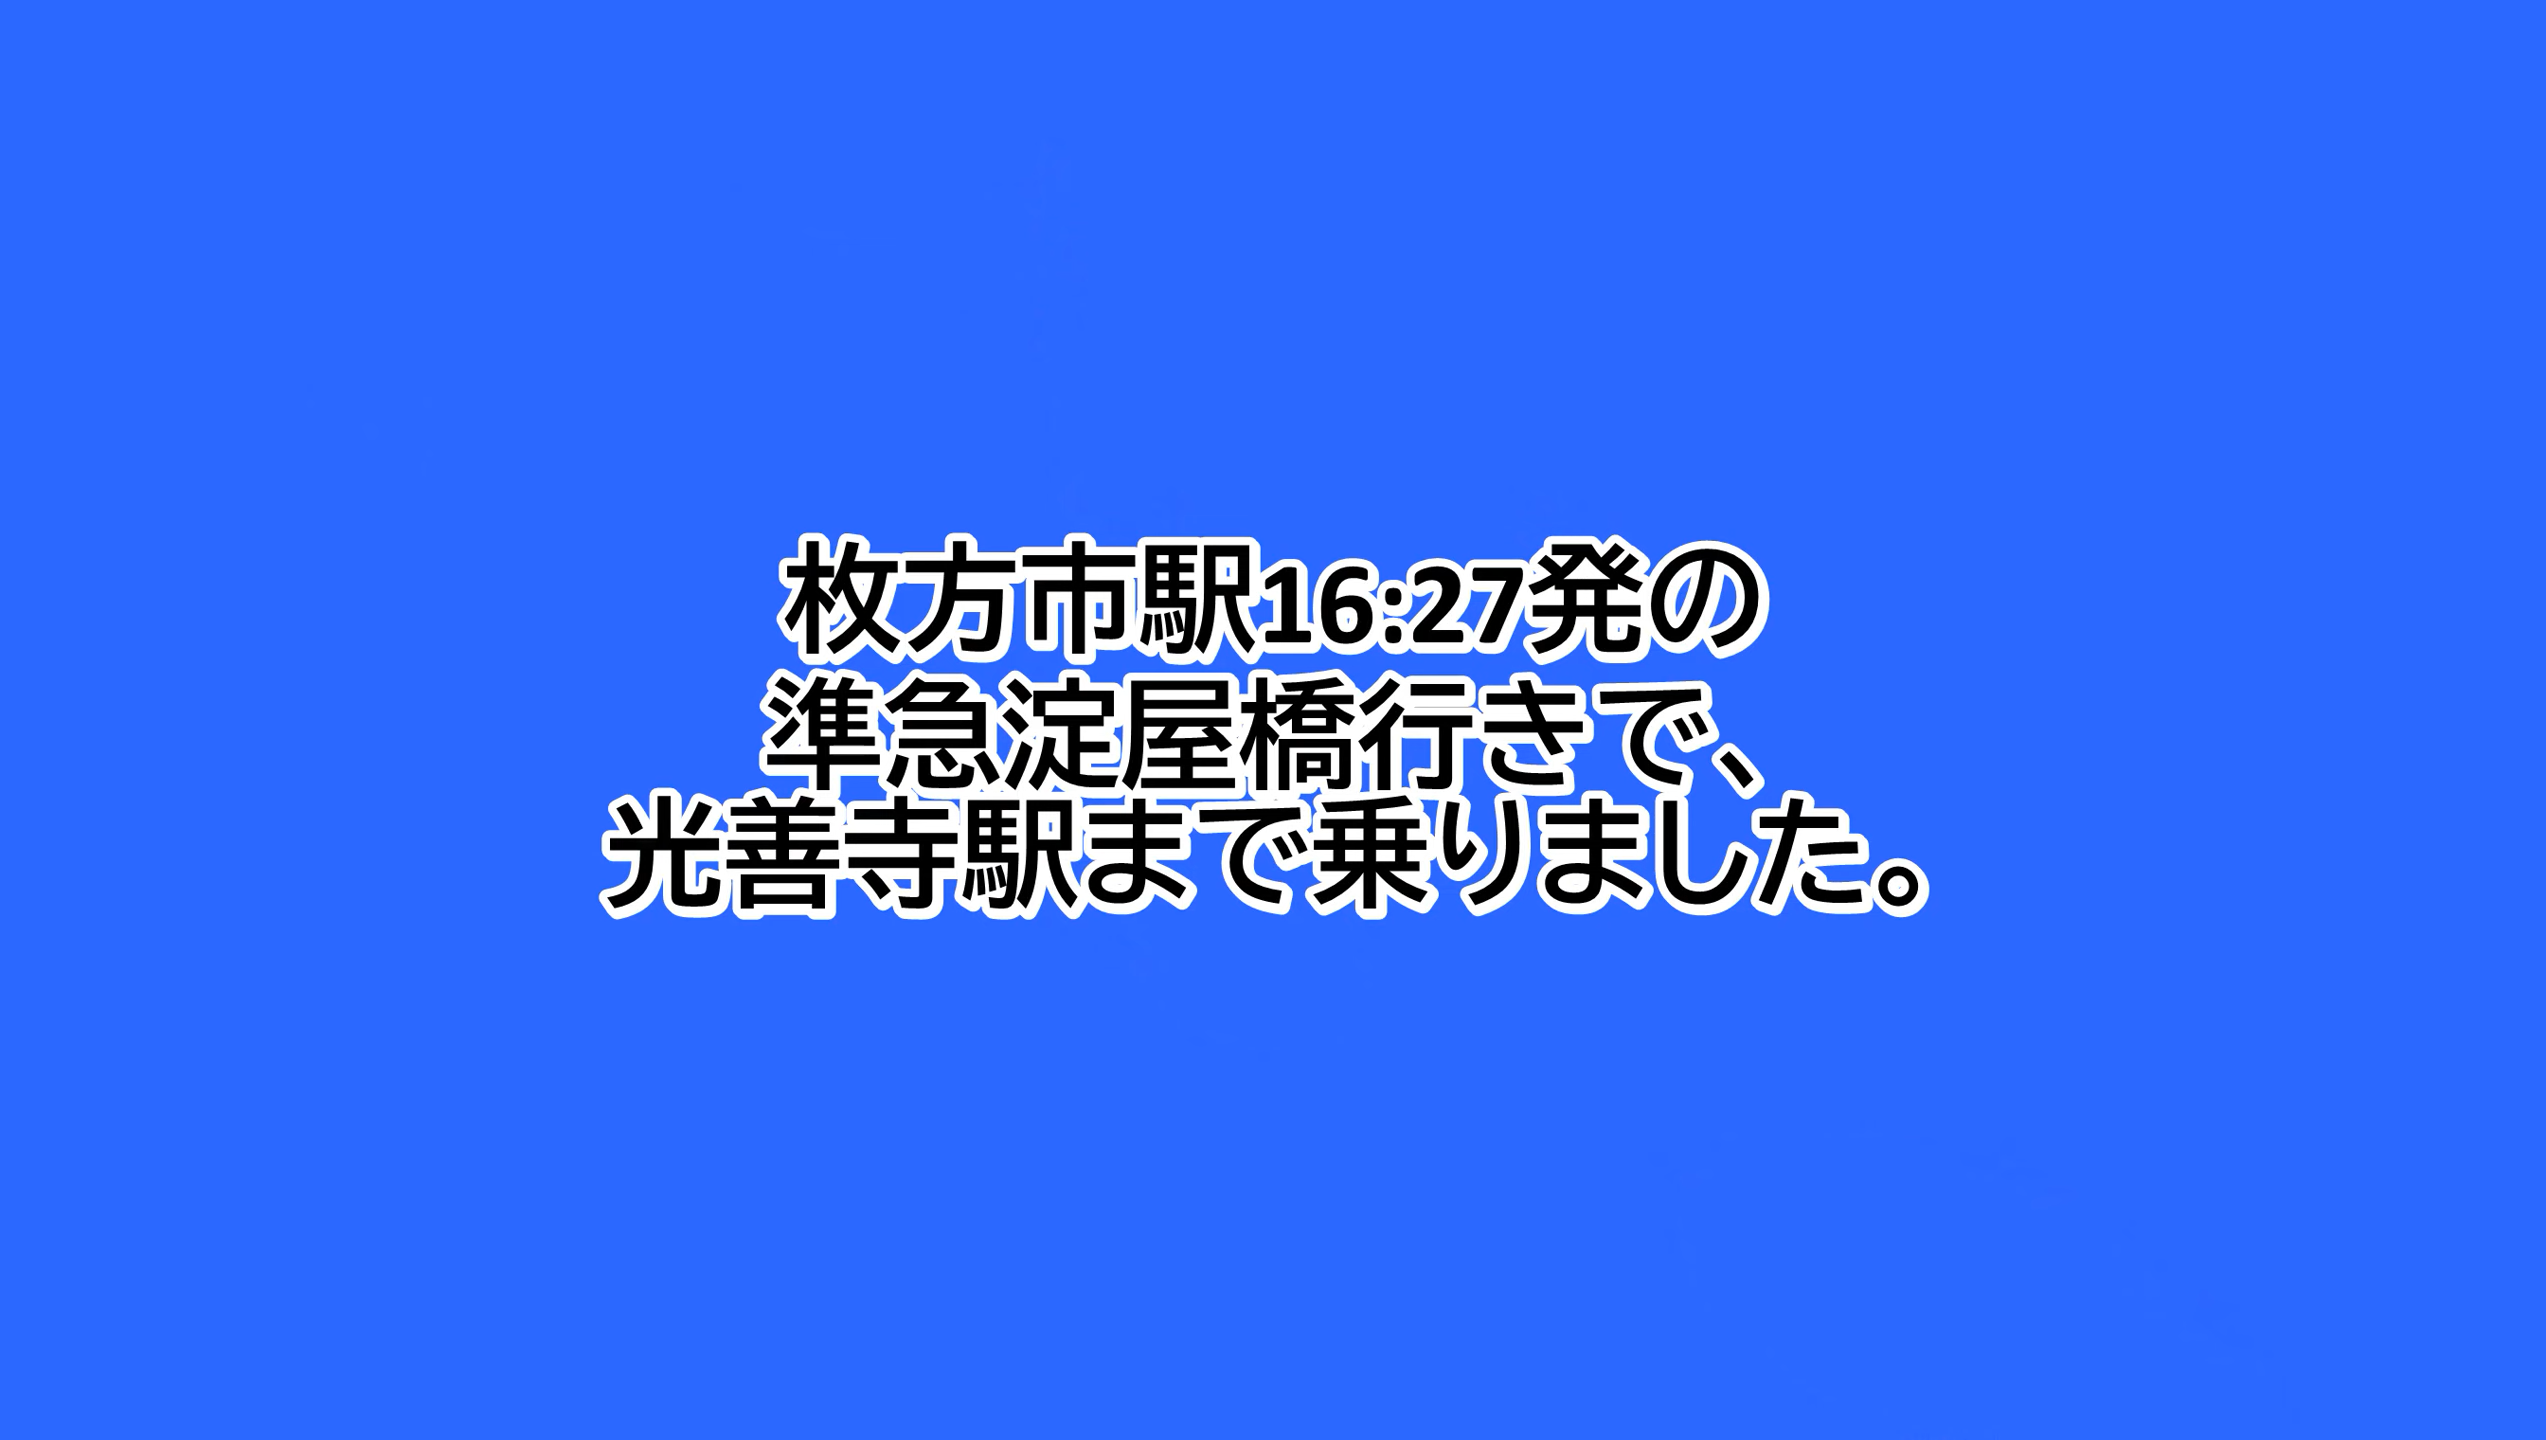 枚方市駅16:27発の
準急淀屋橋行きで、
光善寺駅まで乗りました。